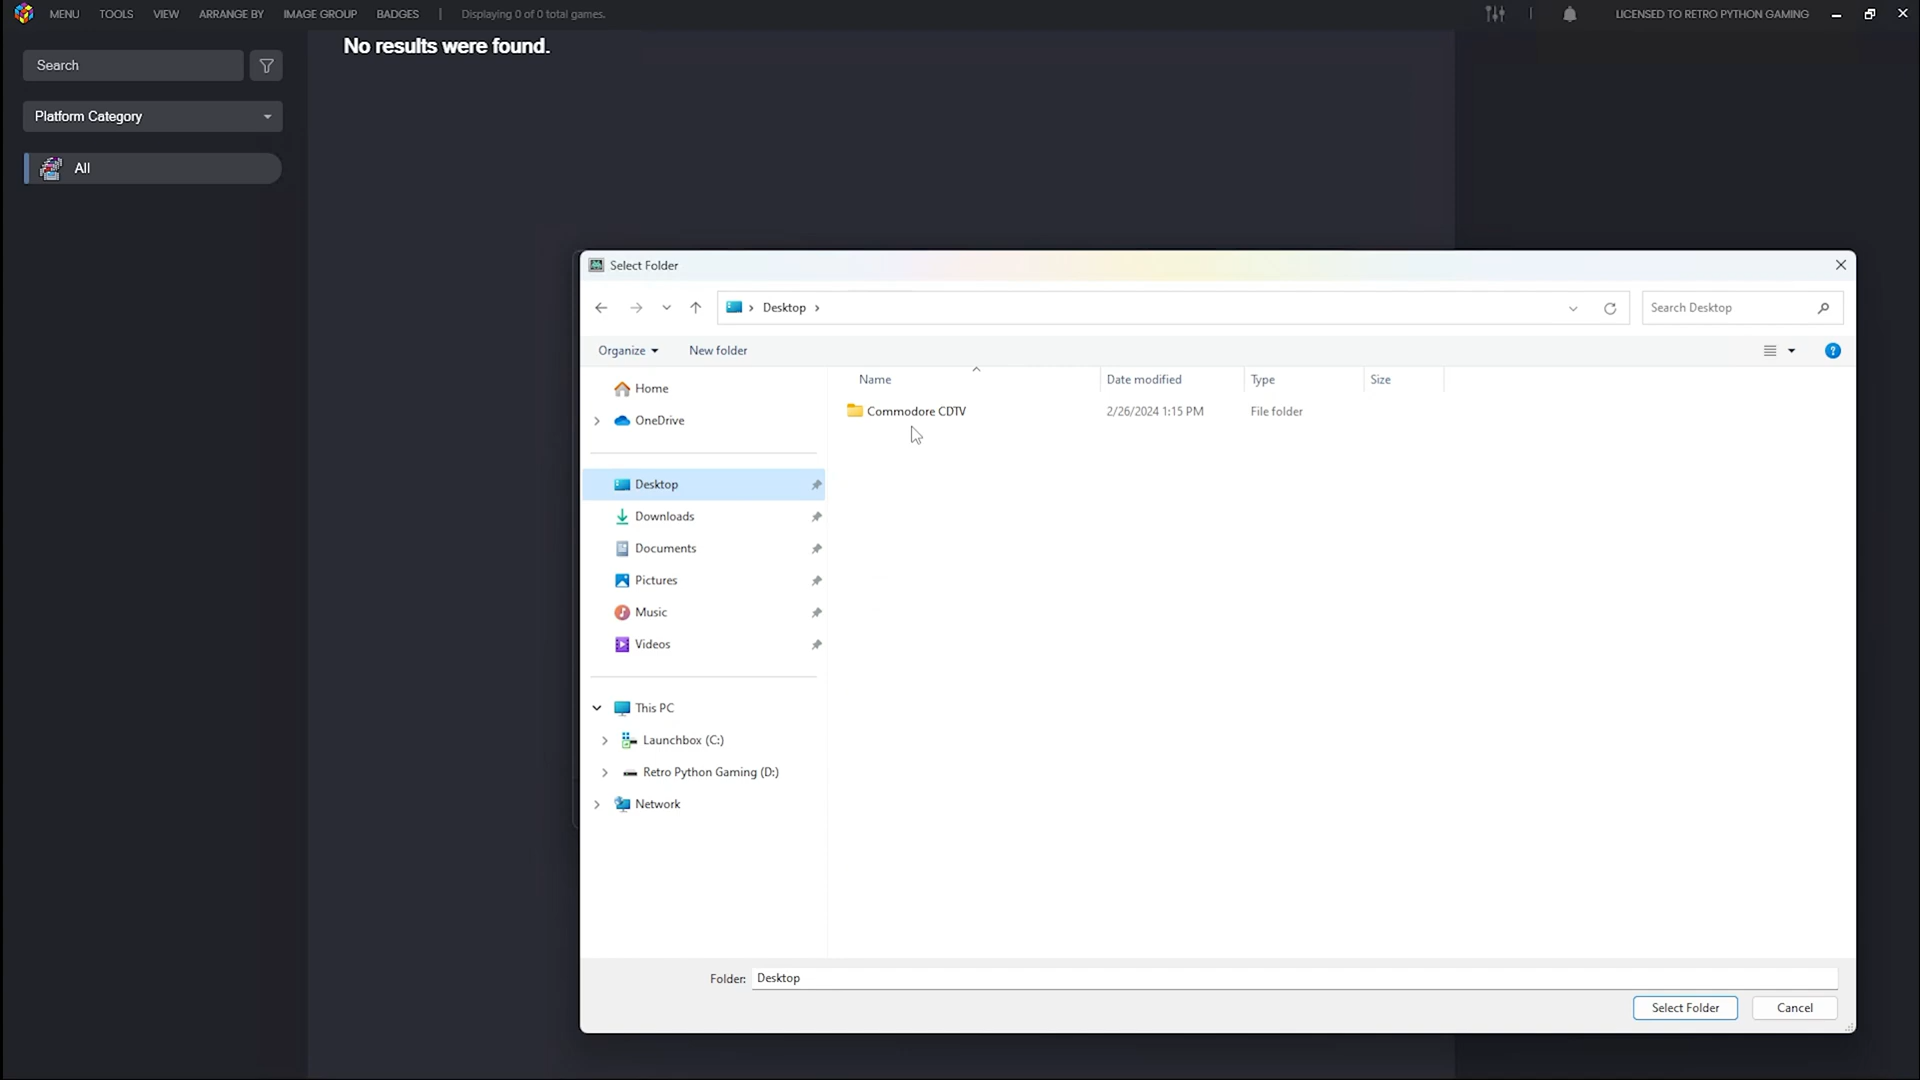 MENU TOOLS VIEW ARRANGE BY IMAGE GROUP BADGES | Displaying 0 of 0 total games. LICENSED TO RETRO PYTHON GAMING
No results were found.
Search
Platform Category
All
Select Folder
Desktop
Search Desktop
Organize New folder
Name Date modified Type Size
Commodore CDTV 2/26/2024 1:15 PM File folder
Home
OneDrive
Desktop
Downloads
Documents
Pictures
Music
Videos
This PC
Launchbox (C:)
Retro Python Gaming (D:)
Network
Folder: Desktop
Select Folder Cancel